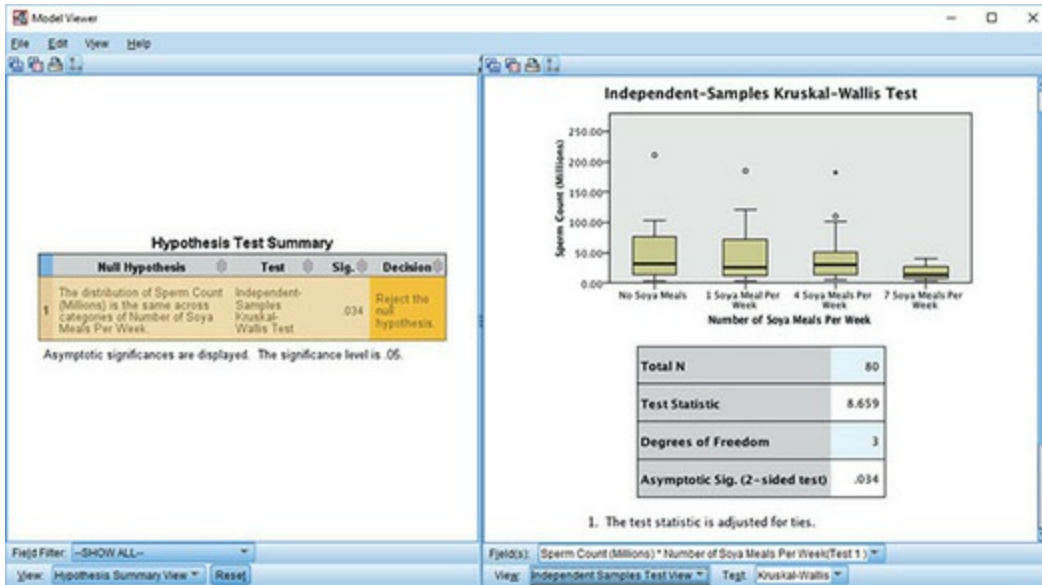 Model Viewer
File Edit View Help
Hypothesis Test Summary
Null Hypothesis Test Sig. Decision
1 The distribution of Sperm Count (Millions) is the same across categories of Number of Soya Meals Per Week. Independent-Samples Kruskal-Wallis Test .034 Reject the null hypothesis.
Asymptotic significances are displayed. The significance level is .05.
Field Filter: --SHOW ALL--
View: Hypothesis Summary View Reset
Independent-Samples Kruskal-Wallis Test
Sperm Count (Millions)
250.00
200.00
150.00
100.00
50.00
0.00
No Soya Meals 1 Soya Meal Per Week 4 Soya Meals Per Week 7 Soya Meals Per Week
Number of Soya Meals Per Week
Total N 80
Test Statistic 8.659
Degrees of Freedom 3
Asymptotic Sig. (2-sided test) .034
1. The test statistic is adjusted for ties.
Field(s): Sperm Count (Millions) * Number of Soya Meals Per Week(Test 1)
View: Independent Samples Test View Test: Kruskal-Wallis